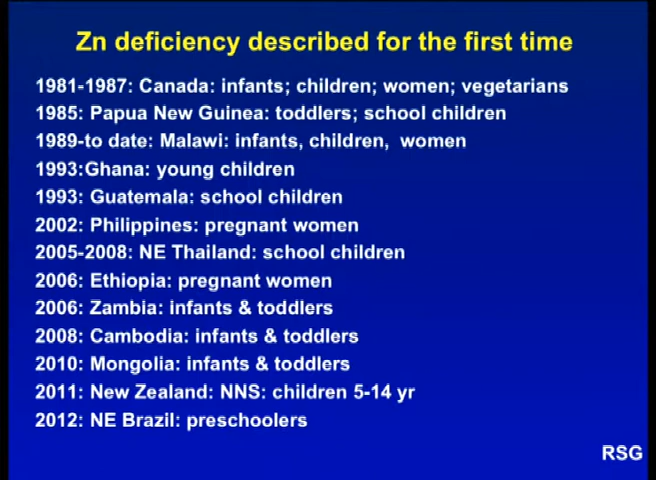 Zn deficiency described for the first time
1981-1987: Canada: infants; children; women; vegetarians
1985: Papua New Guinea: toddlers; school children
1989-to date: Malawi: infants, children, women
1993:Ghana: young children
1993: Guatemala: school children
2002: Philippines: pregnant women
2005-2008: NE Thailand: school children
2006: Ethiopia: pregnant women
2006: Zambia: infants & toddlers
2008: Cambodia: infants & toddlers
2010: Mongolia: infants & toddlers
2011: New Zealand: NNS: children 5-14 yr
2012: NE Brazil: preschoolers
RSG